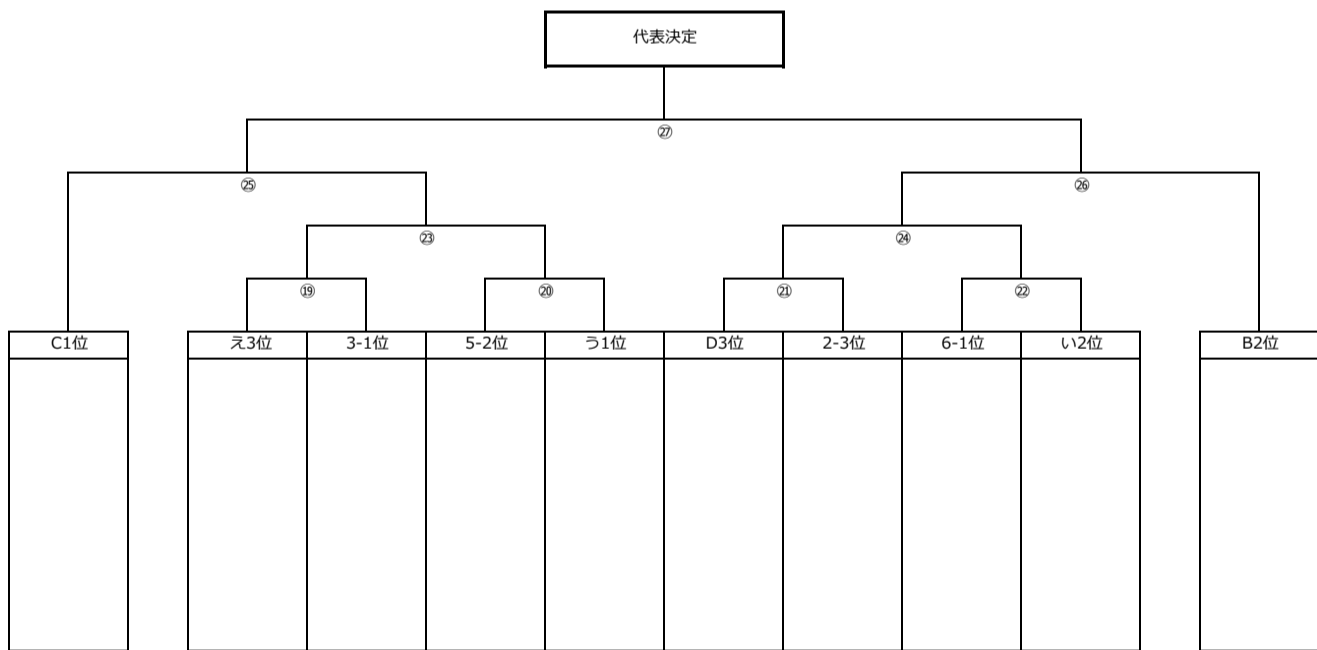 代表決定
㉗
㉕ ㉖
㉓ ㉔
⑲ ⑳ ㉑ ㉒
C1位 え3位 3-1位 5-2位 う1位 D3位 2-3位 6-1位 い2位 B2位